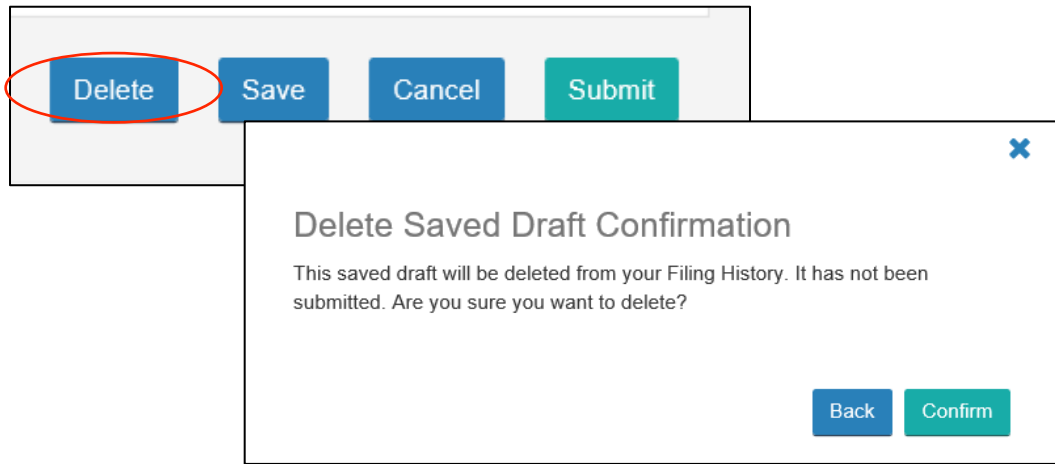 Delete Save Cancel Submit
Delete Saved Draft Confirmation
This saved draft will be deleted from your Filing History. It has not been
submitted. Are you sure you want to delete?
Back Confirm